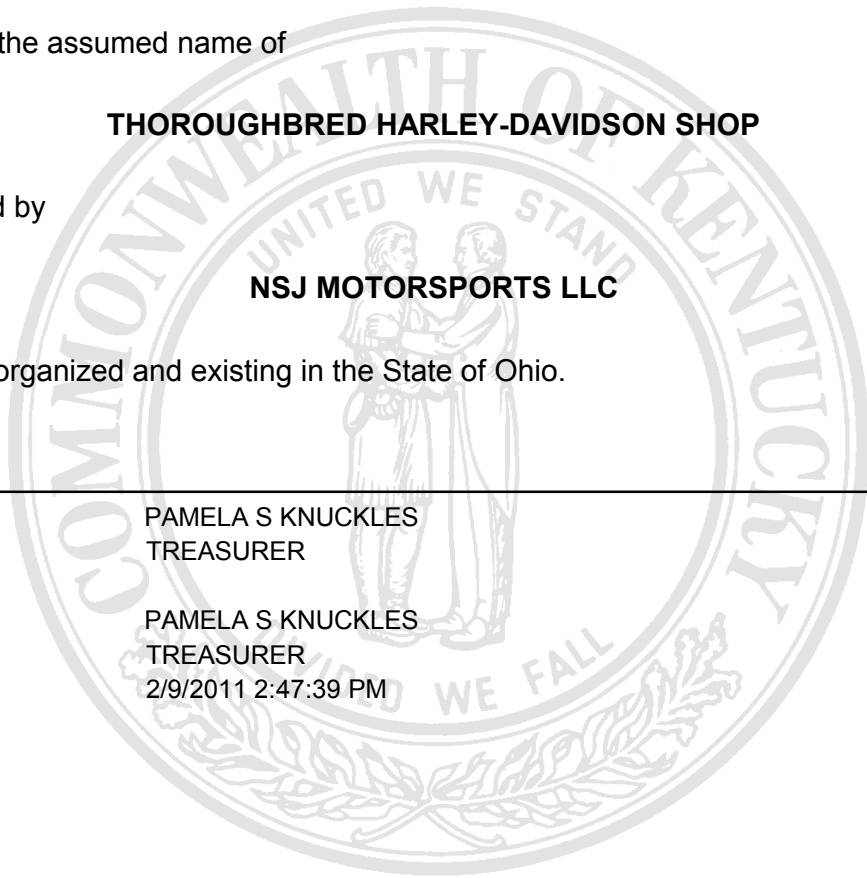 the assumed name of
THOROUGHBRED HARLEY-DAVIDSON SHOP
d by
NSJ MOTORSPORTS LLC
organized and existing in the State of Ohio.
PAMELA S KNUCKLES
TREASURER
PAMELA S KNUCKLES
TREASURER
2/9/2011 2:47:39 PM
COMMONWEALTH OF KENTUCKY
UNITED WE STAND
DIVIDED WE FALL